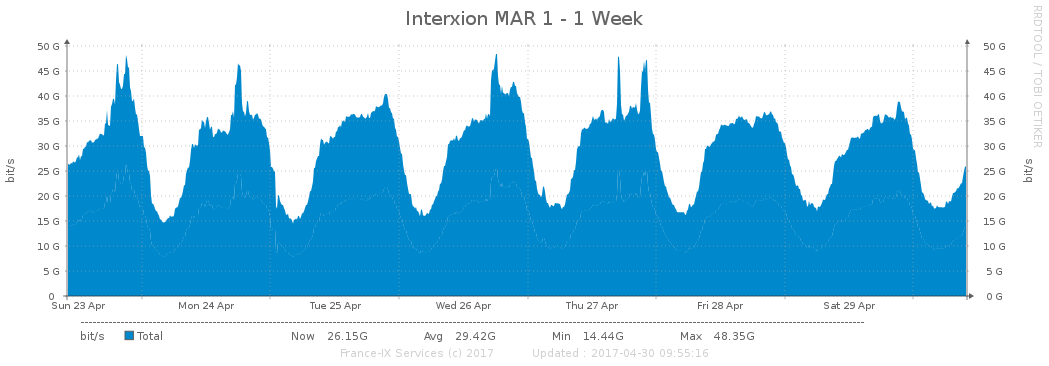 Interxion MAR 1 - 1 Week
RRDTOOL / TOBI OETIKER
50 G 50 G
45 G 45 G
40 G 40 G
35 G 35 G
30 G 30 G
25 G 25 G
20 G 20 G
15 G 15 G
10 G 10 G
5 G 5 G
0 0 G
bit/s bit/s
Sun 23 Apr Mon 24 Apr Tue 25 Apr Wed 26 Apr Thu 27 Apr Fri 28 Apr Sat 29 Apr
bit/s Total Now 26.15G Avg 29.42G Min 14.44G Max 48.35G
France-IX Services (c) 2017 Updated : 2017-04-30 09:55:16